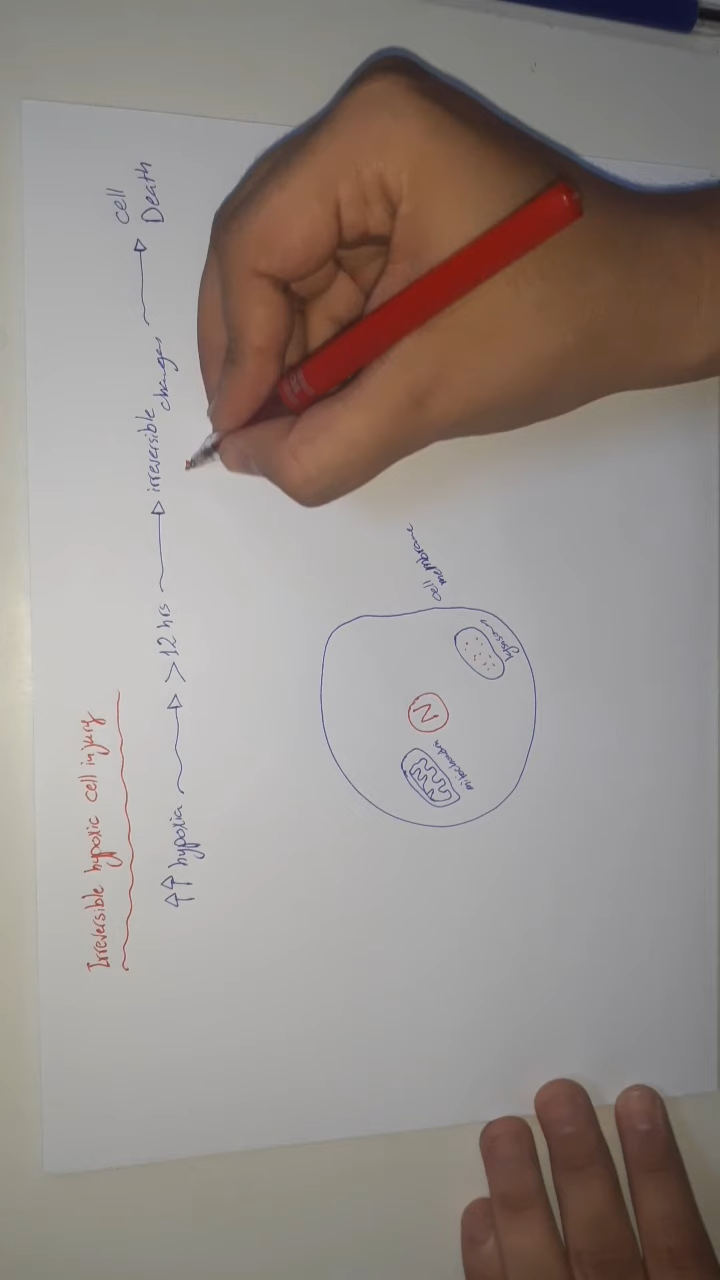 Irreversible hypoxic cell injury
↑↑ hypoxia → >12 hrs → irreversible changes → cell Death
cell membrane
lysosome
N
mitochondria